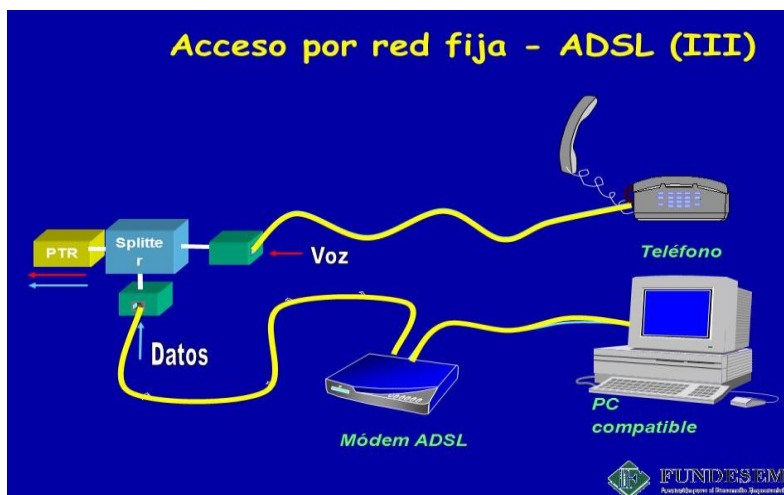 Acceso por red fija - ADSL (III)
PTR
Splitte
r
Voz
Teléfono
Datos
Módem ADSL
PC
compatible
FUNDESEM